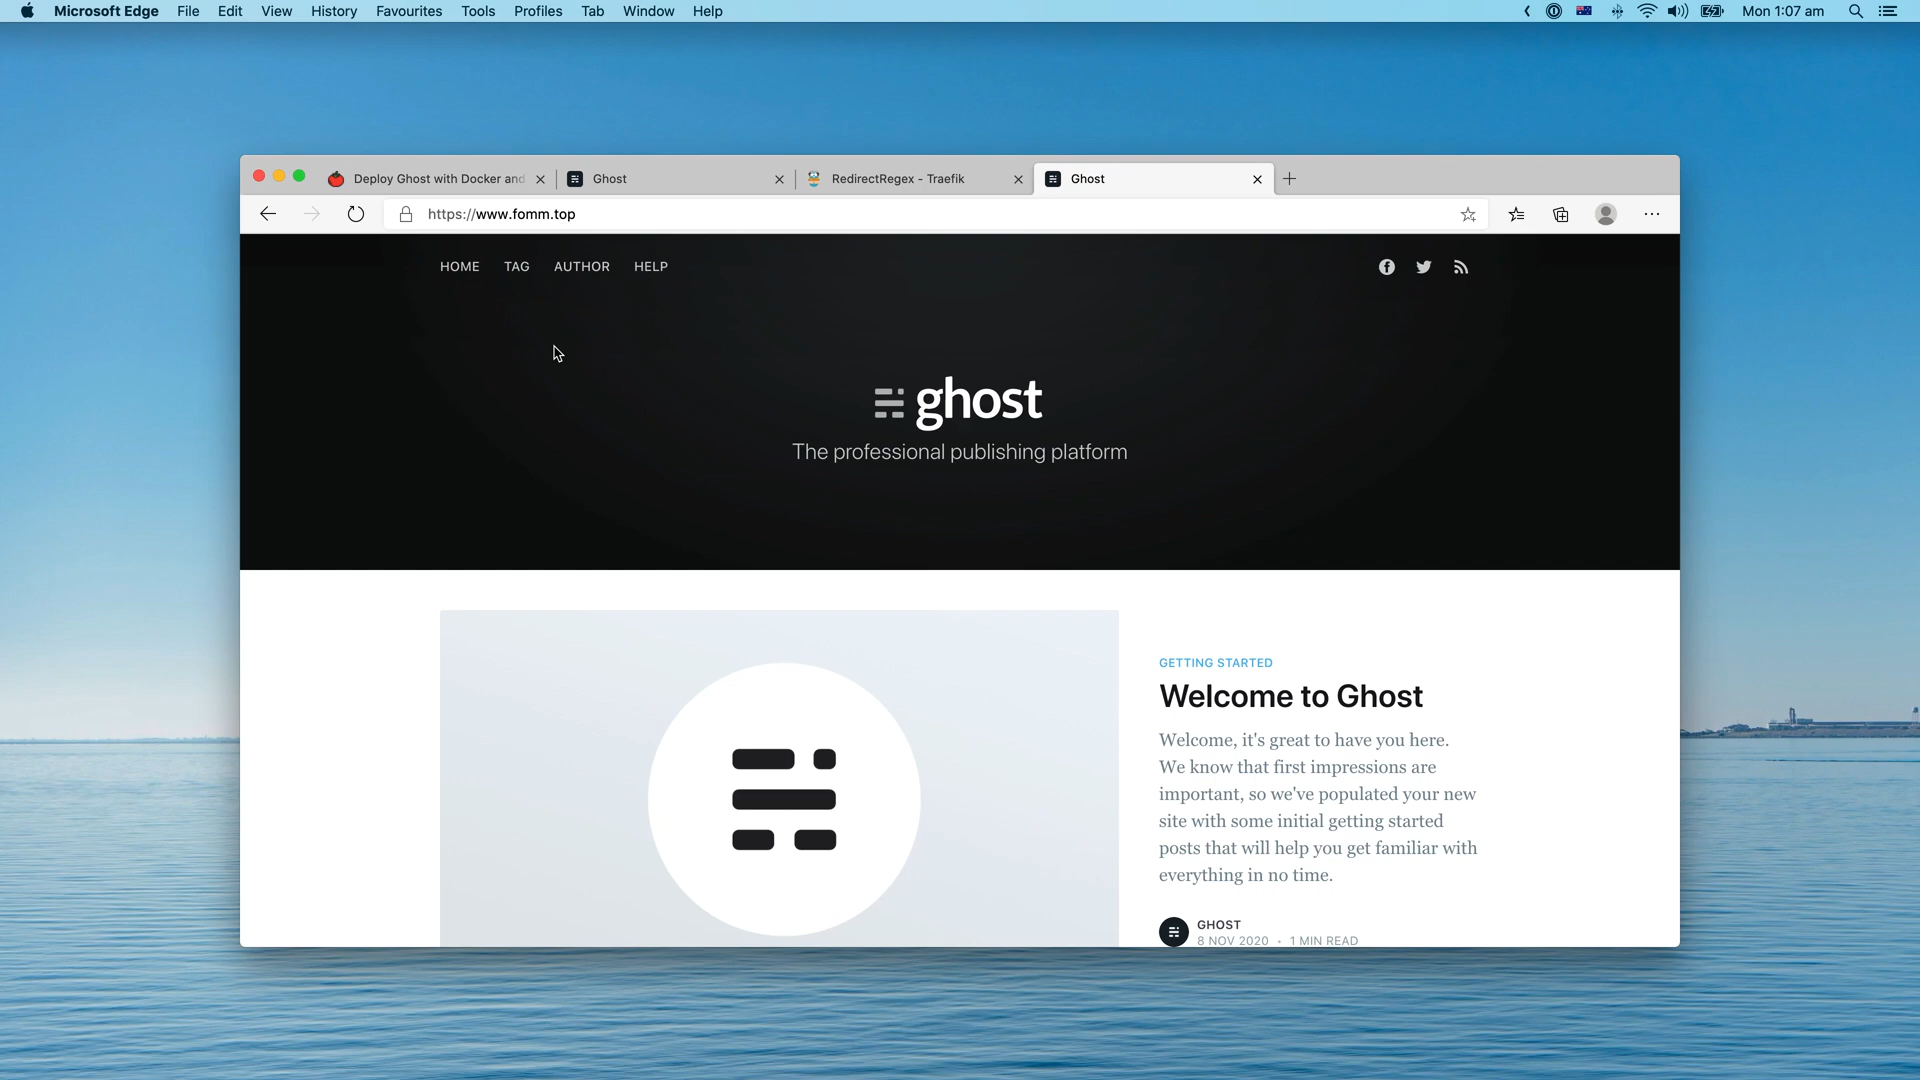 Microsoft Edge File Edit View History Favourites Tools Profiles Tab Window Help Mon 1:07 am
Deploy Ghost with Docker and
Ghost
RedirectRegex - Traefik
Ghost
https://www.fomm.top
HOME TAG AUTHOR HELP
ghost
The professional publishing platform
GETTING STARTED
Welcome to Ghost
Welcome, it's great to have you here.
We know that first impressions are
important, so we've populated your new
site with some initial getting started
posts that will help you get familiar with
everything in no time.
GHOST
8 NOV 2020 • 1 MIN READ